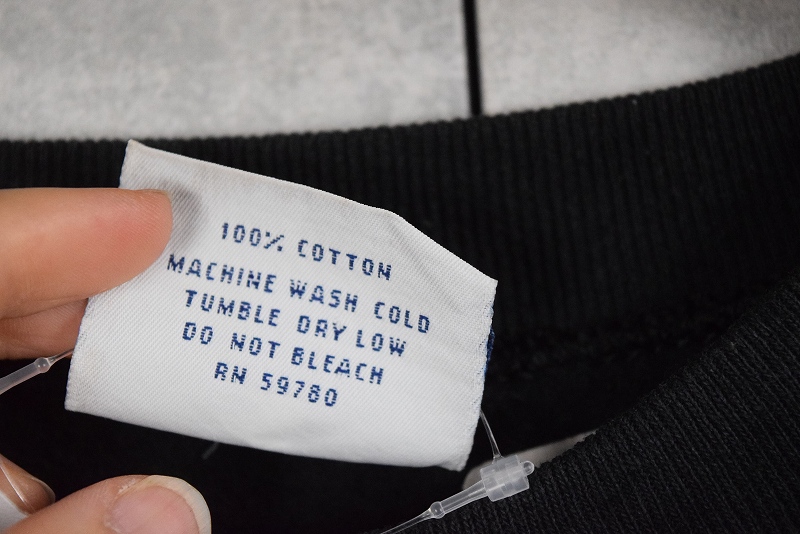 100% COTTON
MACHINE WASH COLD
TUMBLE DRY LOW
DO NOT BLEACH
RN 59780